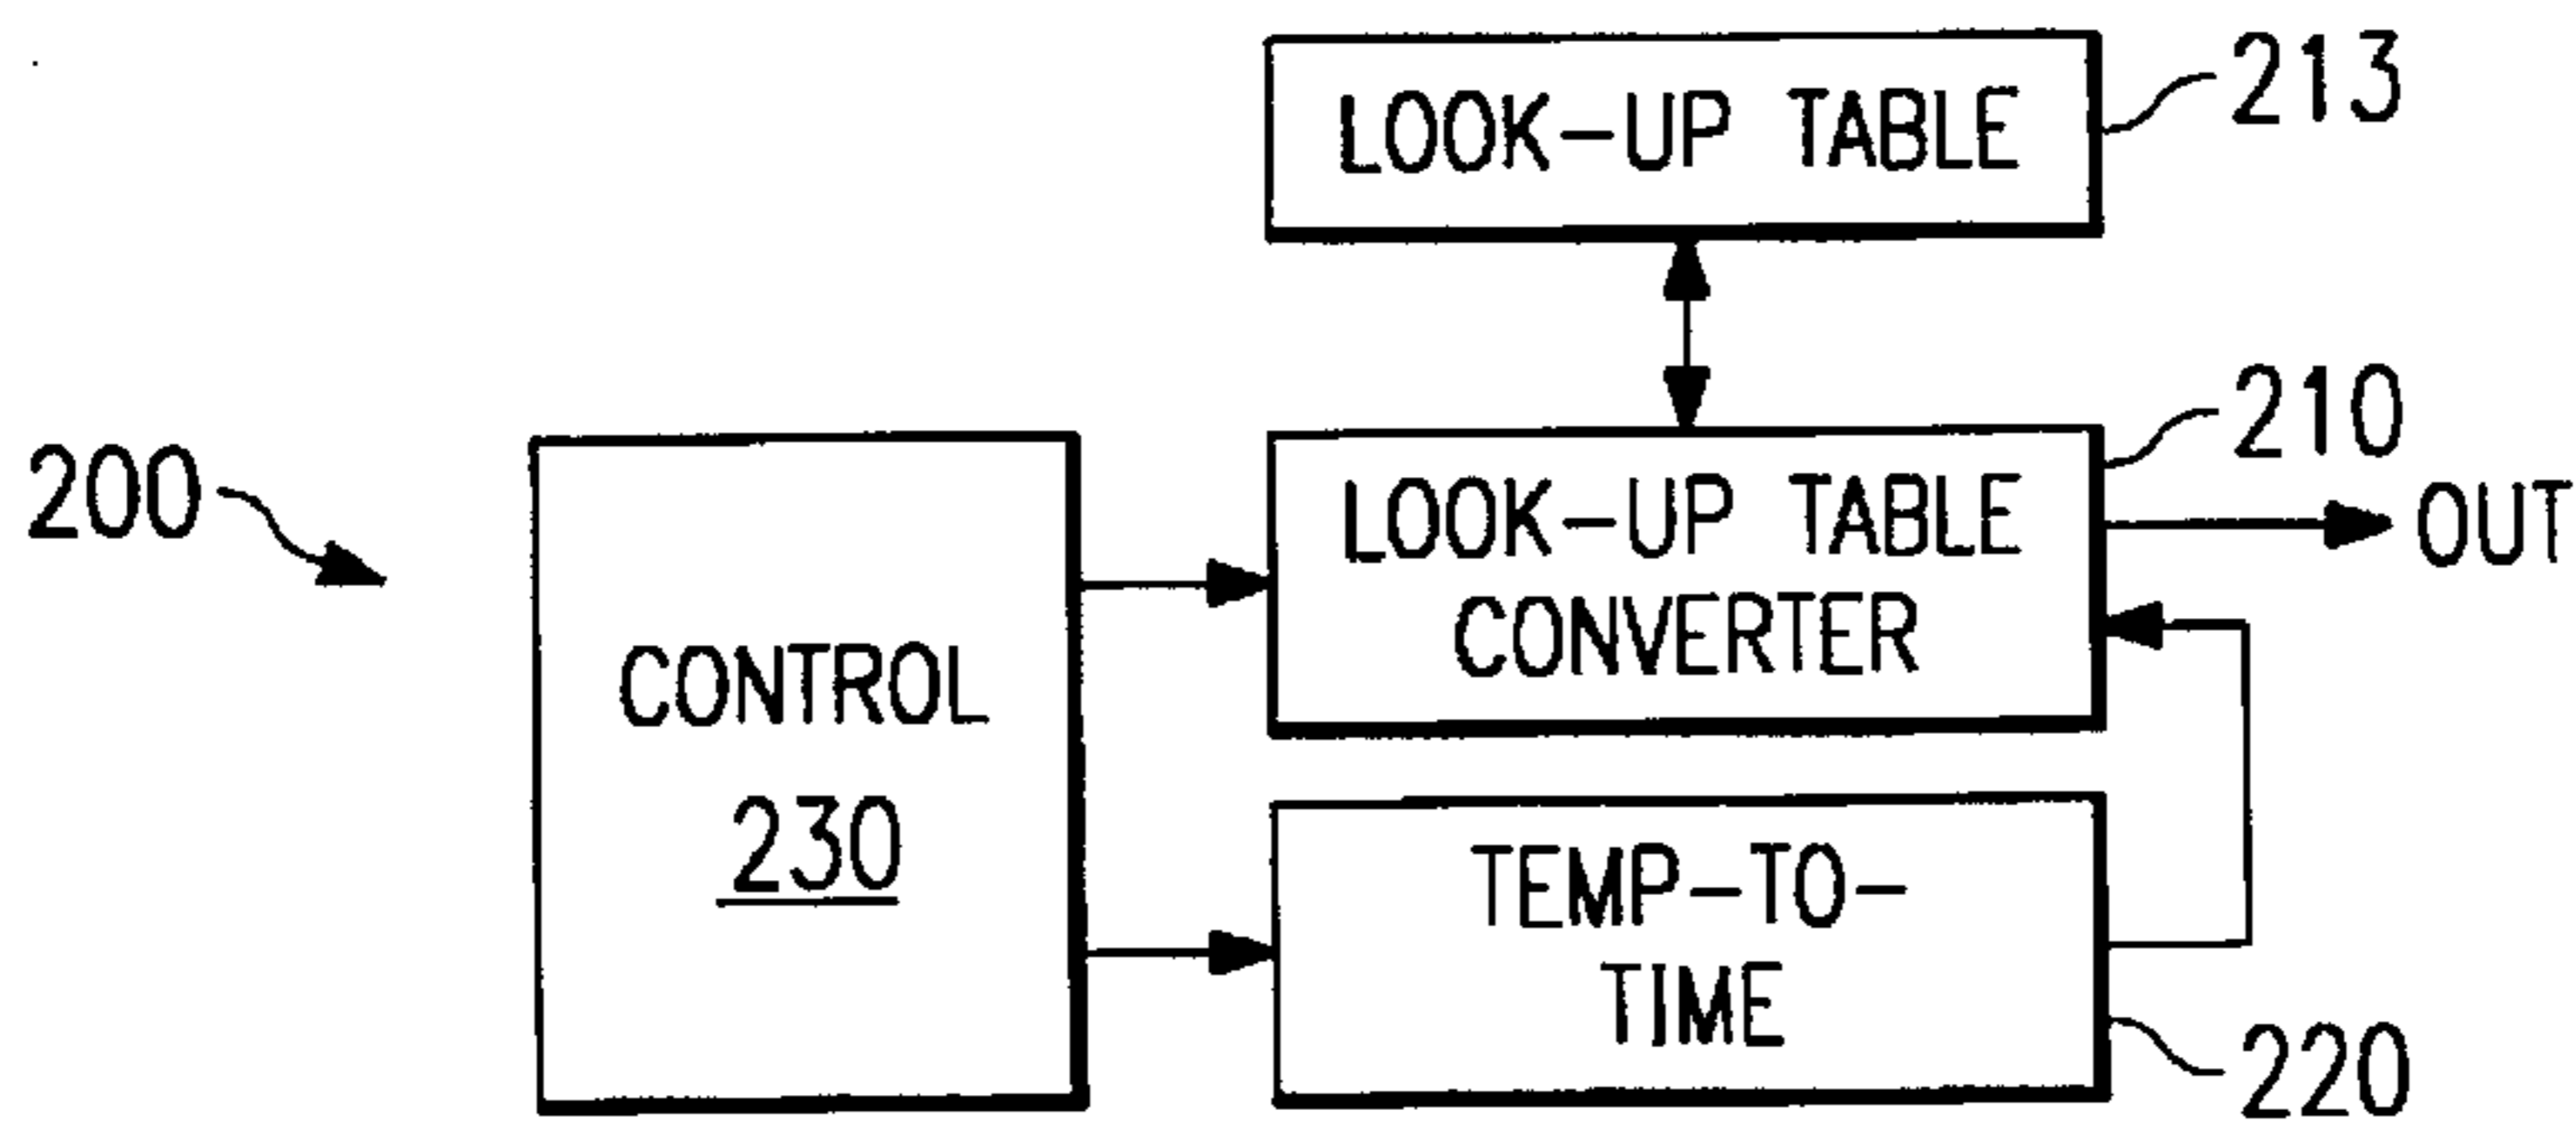 LOOK-UP TABLE
213
200
CONTROL
230
LOOK-UP TABLE
CONVERTER
210
OUT
TEMP-TO-
TIME
220